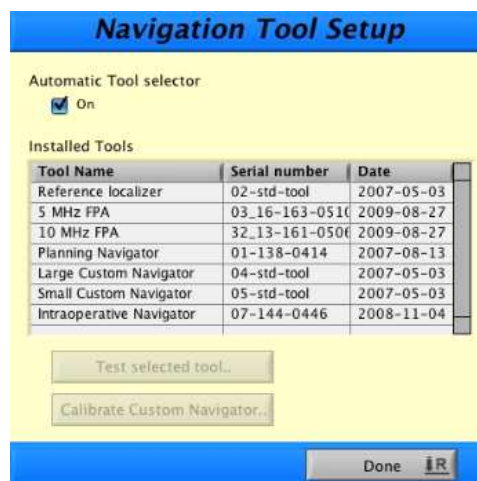 Navigation Tool Setup
Automatic Tool selector
On
Installed Tools
Tool Name Serial number Date
Reference localizer 02-std-tool 2007-05-03
5 MHz FPA 03_16-163-051 2009-08-27
10 MHz FPA 32_13-161-050 2009-08-27
Planning Navigator 01-138-0414 2007-08-13
Large Custom Navigator 04-std-tool 2007-05-03
Small Custom Navigator 05-std-tool 2007-05-03
Intraoperative Navigator 07-144-0446 2008-11-04
Test selected tool..
Calibrate Custom Navigator..
Done R